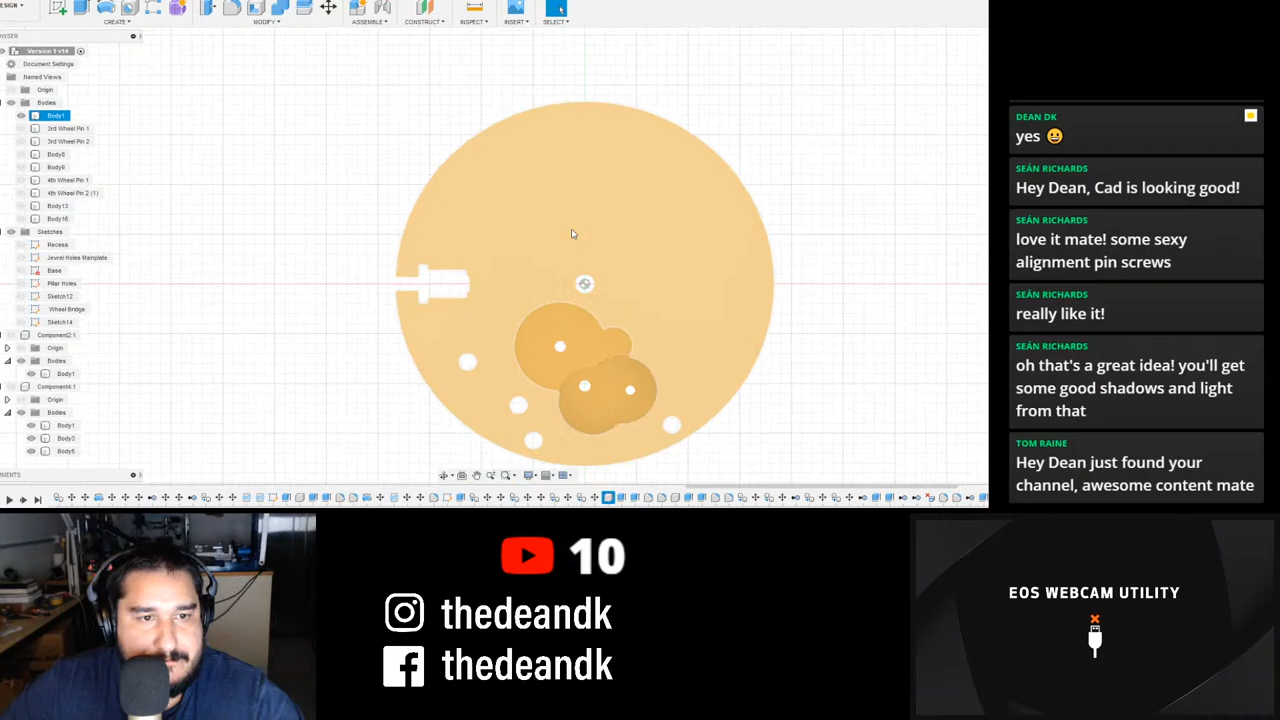 ESIGN
CREATE
MODIFY
ASSEMBLE
CONSTRUCT
INSPECT
INSERT
SELECT
OWSER
Version 1 v14
Document Settings
Named Views
Origin
Bodies
Body1
3rd Wheel Pin 1
3rd Wheel Pin 2
Body8
Body9
4th Wheel Pin 1
4th Wheel Pin 2 (1)
Body13
Body16
Sketches
Recess
Jewel Holes Mainplate
Base
Pillar Holes
Sketch12
Wheel Bridge
Sketch14
Component2:1
Origin
Bodies
Body1
Component4:1
Origin
Bodies
Body1
Body3
Body5
MMENTS
DEAN DK
yes 😀
SEÁN RICHARDS
Hey Dean, Cad is looking good!
SEÁN RICHARDS
love it mate! some sexy
alignment pin screws
SEÁN RICHARDS
really like it!
SEÁN RICHARDS
oh that's a great idea! you'll get
some good shadows and light
from that
TOM RAINE
Hey Dean just found your
channel, awesome content mate
10
thedeandk
thedeandk
EOS WEBCAM UTILITY